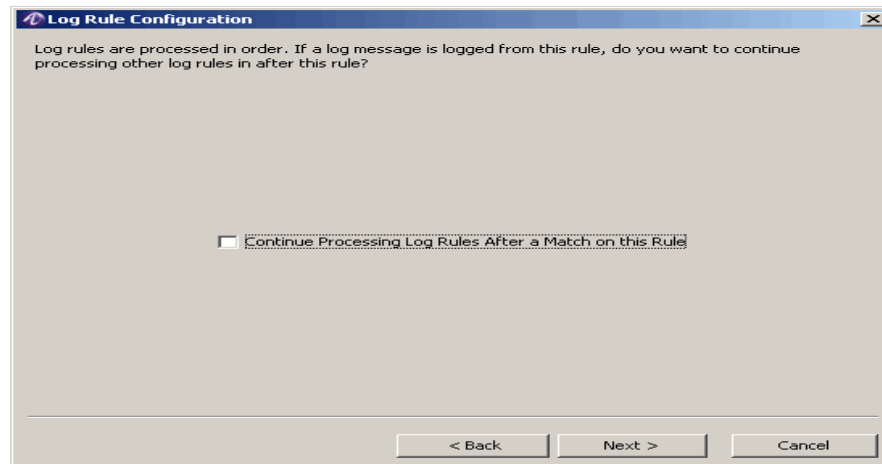 Log Rule Configuration
Log rules are processed in order. If a log message is logged from this rule, do you want to continue
processing other log rules in after this rule?
Continue Processing Log Rules After a Match on this Rule
< Back
Next >
Cancel